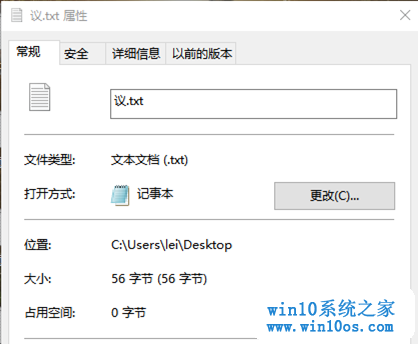 议.txt 属性
常规 安全 详细信息 以前的版本
议.txt
文件类型: 文本文档 (.txt)
打开方式: 记事本 更改(C)...
位置: C:\Users\lei\Desktop
大小: 56 字节 (56 字节)
占用空间: 0 字节
win10系统之家
www.win10os.com